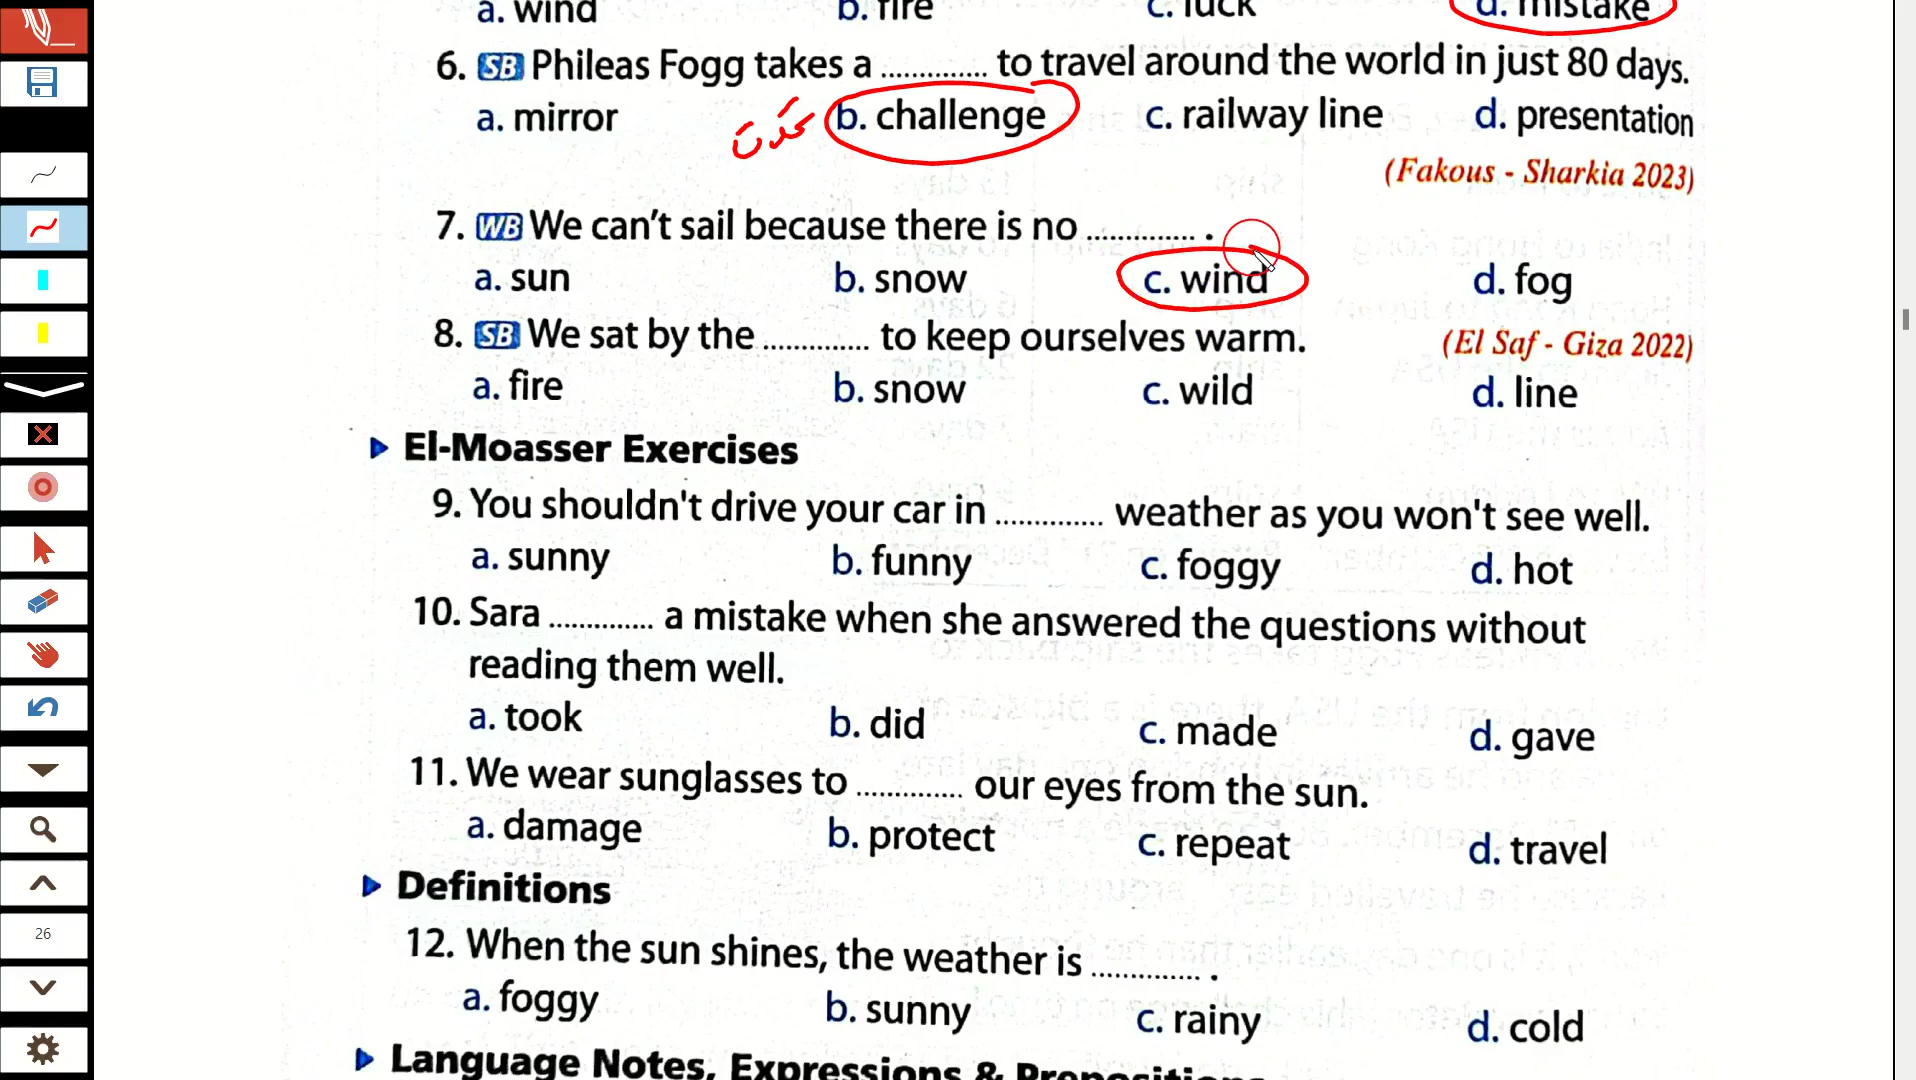 a. wind b. fire c. luck d. mistake
6. SB Phileas Fogg takes a .............. to travel around the world in just 80 days.
a. mirror b. challenge c. railway line d. presentation
(Fakous - Sharkia 2023)
7. WB We can't sail because there is no .............. .
a. sun b. snow c. wind d. fog
8. SB We sat by the .............. to keep ourselves warm. (El Saf - Giza 2022)
a. fire b. snow c. wild d. line
El-Moasser Exercises
9. You shouldn't drive your car in .............. weather as you won't see well.
a. sunny b. funny c. foggy d. hot
10. Sara .............. a mistake when she answered the questions without
reading them well.
a. took b. did c. made d. gave
11. We wear sunglasses to .............. our eyes from the sun.
a. damage b. protect c. repeat d. travel
Definitions
12. When the sun shines, the weather is .............. .
a. foggy b. sunny c. rainy d. cold
Language Notes, Expressions & Prepositions
26